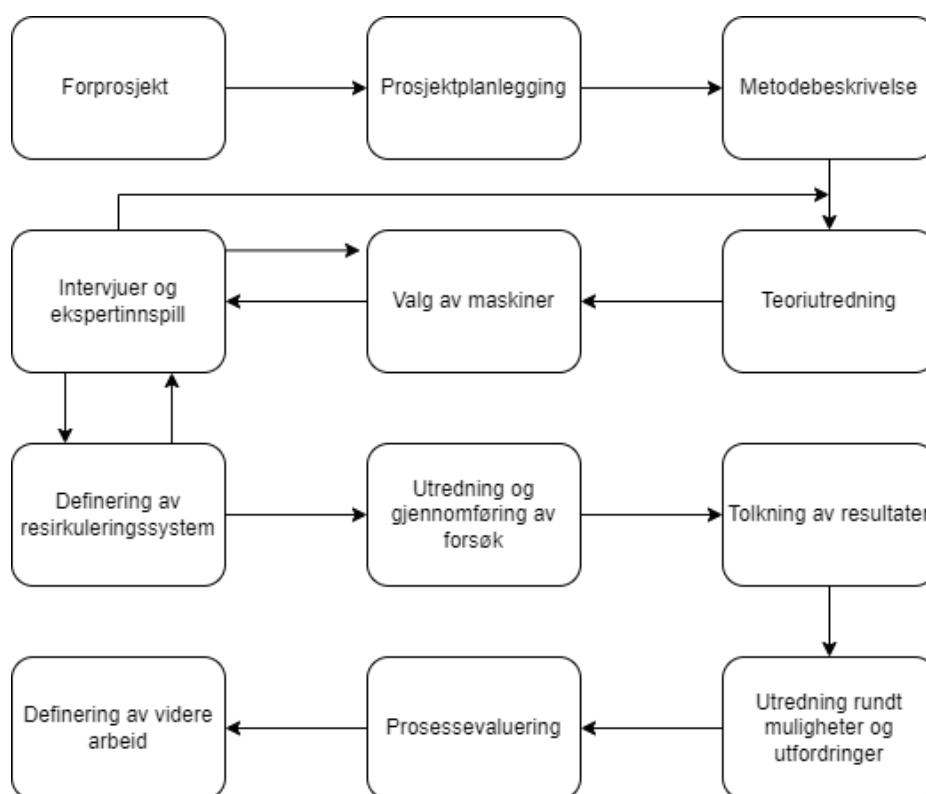 Forprosjekt
Prosjektplanlegging
Metodebeskrivelse
Intervjuer og
ekspertinnspill
Valg av maskiner
Teoriutredning
Definering av
resirkuleringssystem
Utredning og
gjennomføring av
forsøk
Tolkning av resultater
Definering av videre
arbeid
Prosessevaluering
Utredning rundt
muligheter og
utfordringer